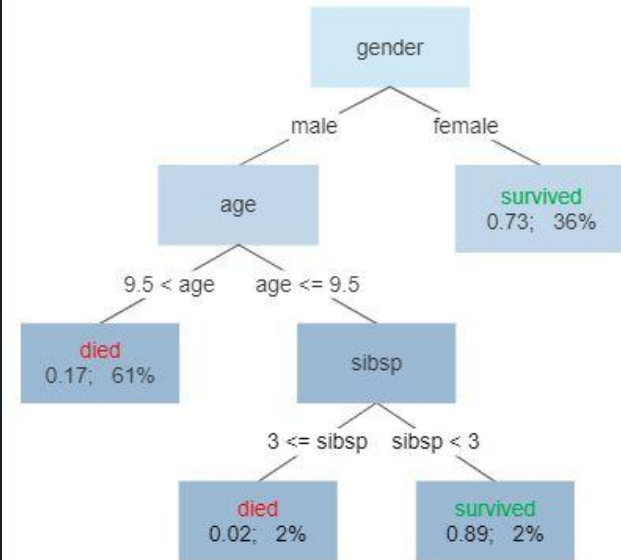 gender
male
female
age
survived
0.73; 36%
9.5 < age
age <= 9.5
died
0.17; 61%
sibsp
3 <= sibsp
sibsp < 3
died
0.02; 2%
survived
0.89; 2%